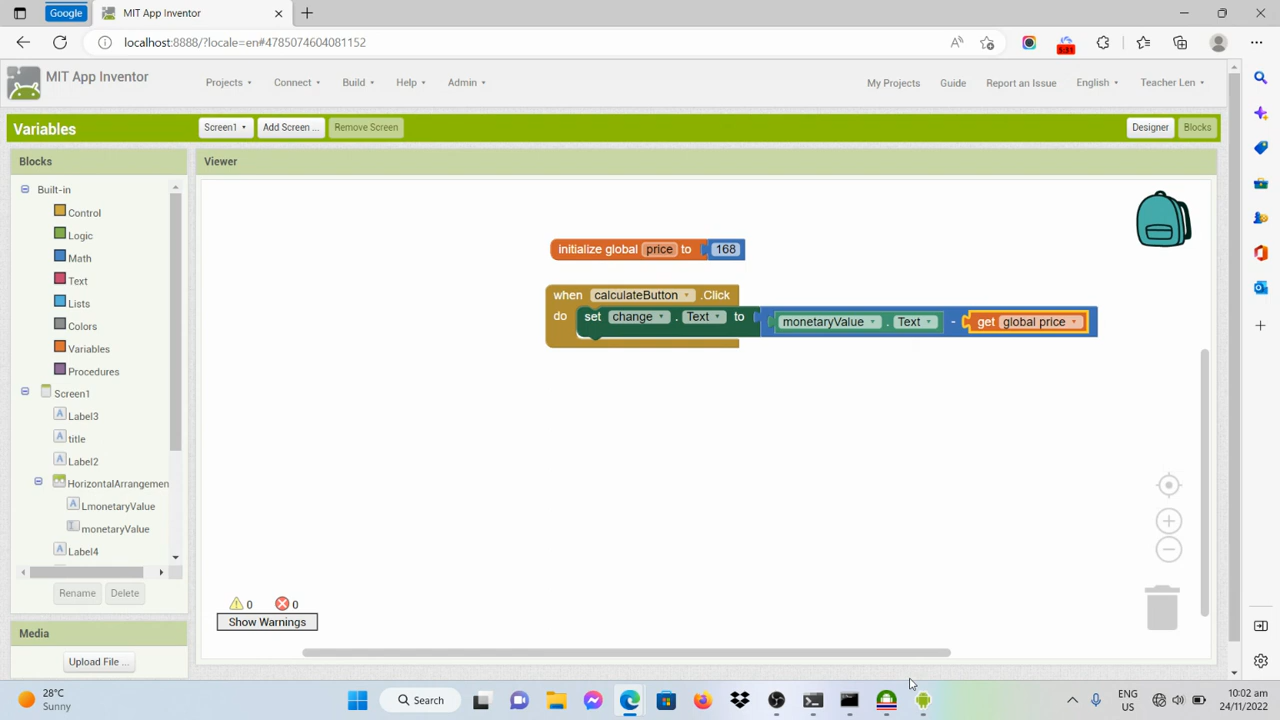 Google
MIT App Inventor
localhost:8888/?locale=en#4785074604081152
5:31
MIT App Inventor
Projects
Connect
Build
Help
Admin
My Projects
Guide
Report an Issue
English
Teacher Len
Variables
Screen1
Add Screen ...
Remove Screen
Designer
Blocks
Blocks
Viewer
Built-in
Control
Logic
Math
Text
Lists
Colors
Variables
Procedures
Screen1
Label3
title
Label2
HorizontalArrangemen
LmonetaryValue
monetaryValue
Label4
Rename
Delete
Media
Upload File ...
initialize global price to 168
when calculateButton .Click
do set change . Text to monetaryValue . Text - get global price
0 0
Show Warnings
28°C
Sunny
Search
ENG
US
10:02 am
24/11/2022